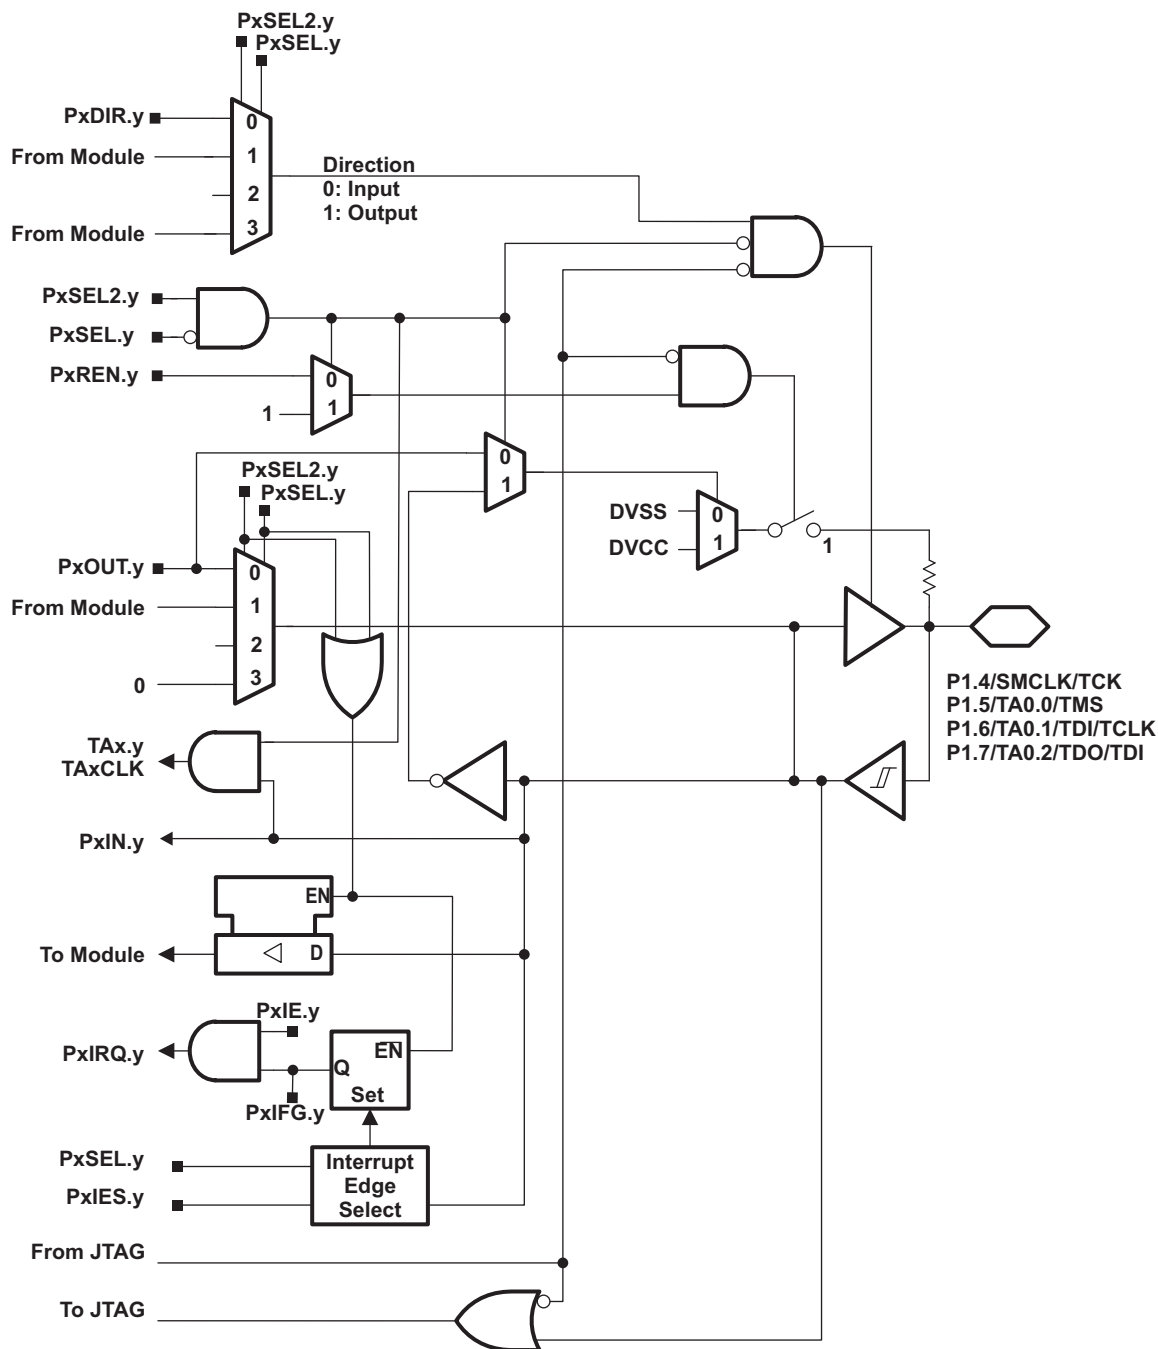 PxSEL2.y
PxSEL.y
PxDIR.y
0
From Module
1
2
From Module
3
Direction
0: Input
1: Output
PxSEL2.y
PxSEL.y
PxREN.y
0
1
1
0
1
PxSEL2.y
PxSEL.y
DVSS
0
DVCC
1
1
PxOUT.y
0
From Module
1
2
0
3
P1.4/SMCLK/TCK
P1.5/TA0.0/TMS
P1.6/TA0.1/TDI/TCLK
P1.7/TA0.2/TDO/TDI
TAx.y
TAxCLK
PxIN.y
EN
To Module
D
PxIE.y
PxIRQ.y
EN
Q
Set
PxIFG.y
PxSEL.y
PxIES.y
Interrupt
Edge
Select
From JTAG
To JTAG